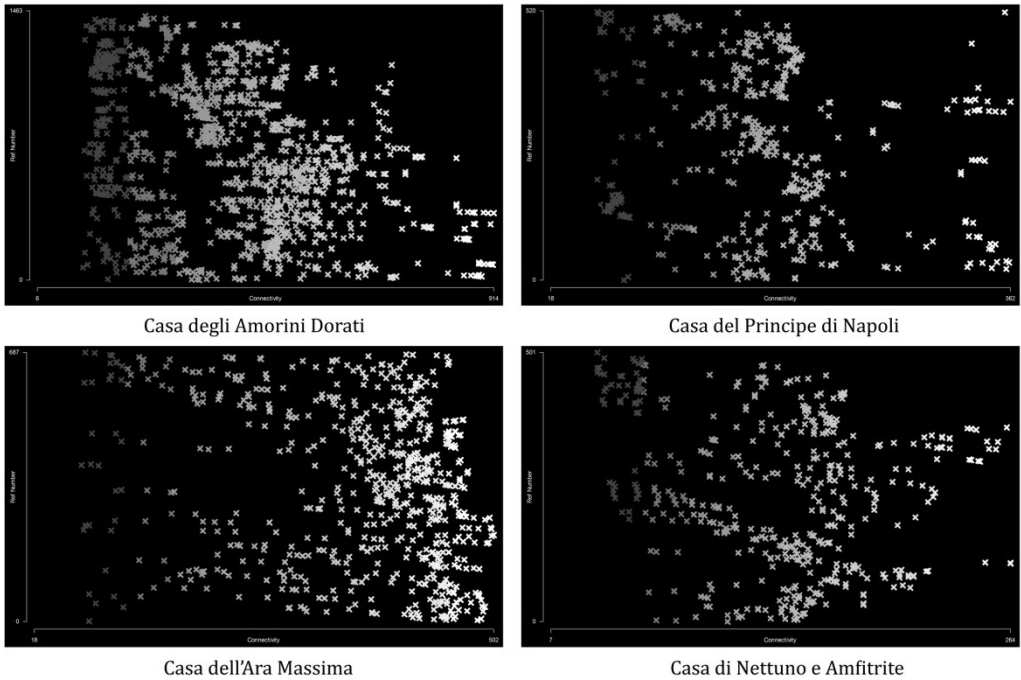 1463
Ref Number
0
6
Connectivity
914
Casa degli Amorini Dorati
520
Ref Number
0
18
Connectivity
362
Casa del Principe di Napoli
687
Ref Number
0
18
Connectivity
502
Casa dell'Ara Massima
501
Ref Number
0
7
Connectivity
264
Casa di Nettuno e Amfitrite